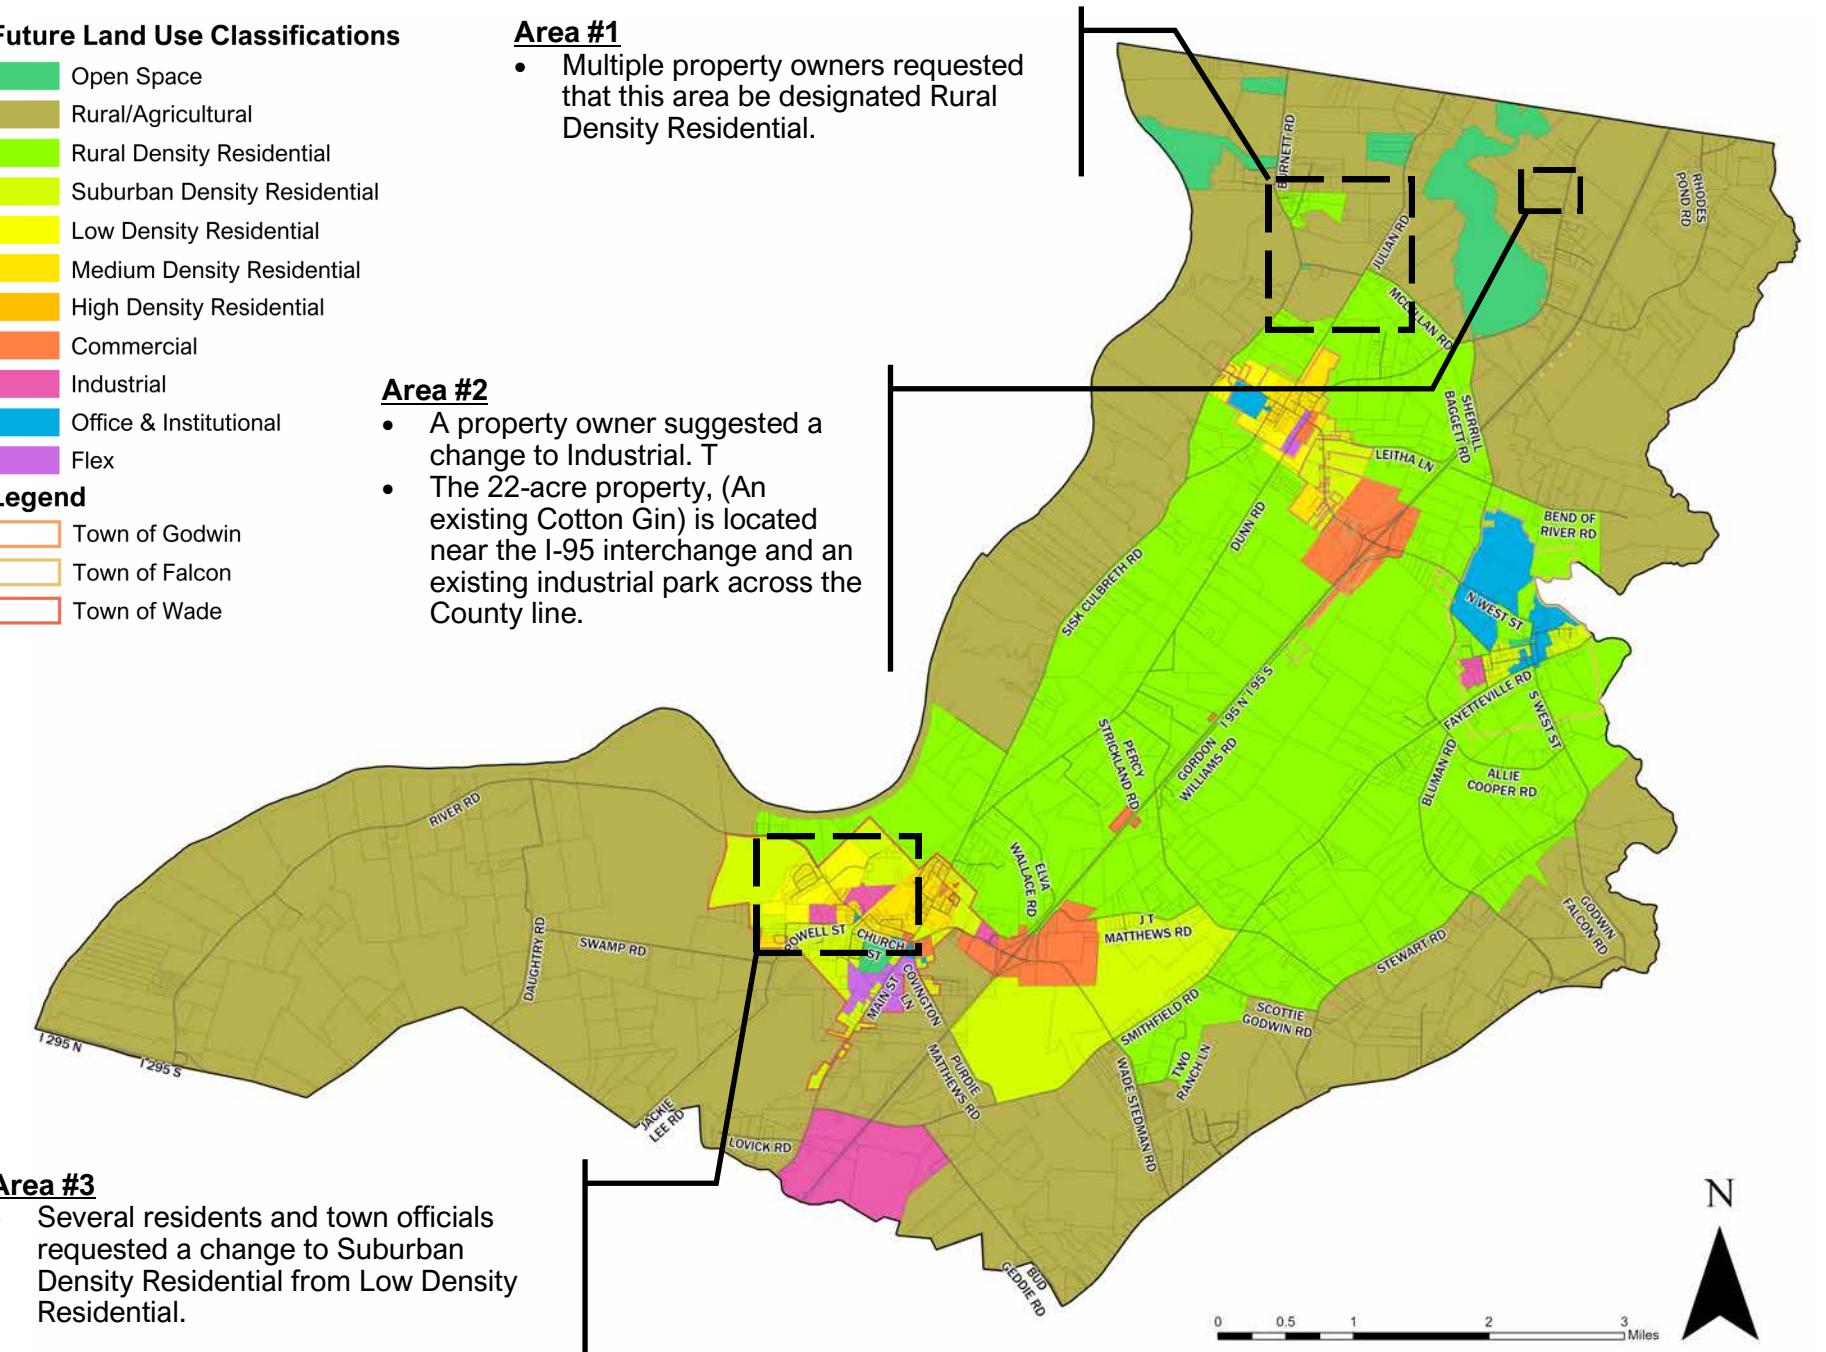 Future Land Use Classifications
Open Space
Rural/Agricultural
Rural Density Residential
Suburban Density Residential
Low Density Residential
Medium Density Residential
High Density Residential
Commercial
Industrial
Office & Institutional
Flex
Legend
Town of Godwin
Town of Falcon
Town of Wade
Area #1
• Multiple property owners requested
that this area be designated Rural
Density Residential.
Area #2
• A property owner suggested a
change to Industrial. T
• The 22-acre property, (An
existing Cotton Gin) is located
near the I-95 interchange and an
existing industrial park across the
County line.
Area #3
Several residents and town officials
requested a change to Suburban
Density Residential from Low Density
Residential.
BURNETT RD
RHODES
POND RD
JULIAN RD
MCLELLAN RD
SHERRILL
BAGGETT RD
LEITHA LN
DUNN RD
BEND OF
RIVER RD
SISK CULBRETH RD
N WEST ST
I 95 N I 95 S
FAYETTEVILLE RD
S WEST ST
PERCY
STRICKLAND RD
GORDON
WILLIAMS RD
BLUMAN RD
ALLIE
COOPER RD
RIVER RD
ELVA
WALLACE RD
GODWIN
FALCON RD
J T
MATTHEWS RD
POWELL ST
CHURCH
ST
SWAMP RD
DAUGHTRY RD
STEWART RD
MAIN ST
COVINGTON
LN
SMITHFIELD RD
SCOTTIE
GODWIN RD
I 295 N
I 295 S
PURDIE
MATTHEWS RD
TWO
RANCH LN
WADE STEDMAN RD
JACKIE
LEE RD
LOVICK RD
BUD
GEDDIE RD
N
0 0.5 1 2 3
Miles